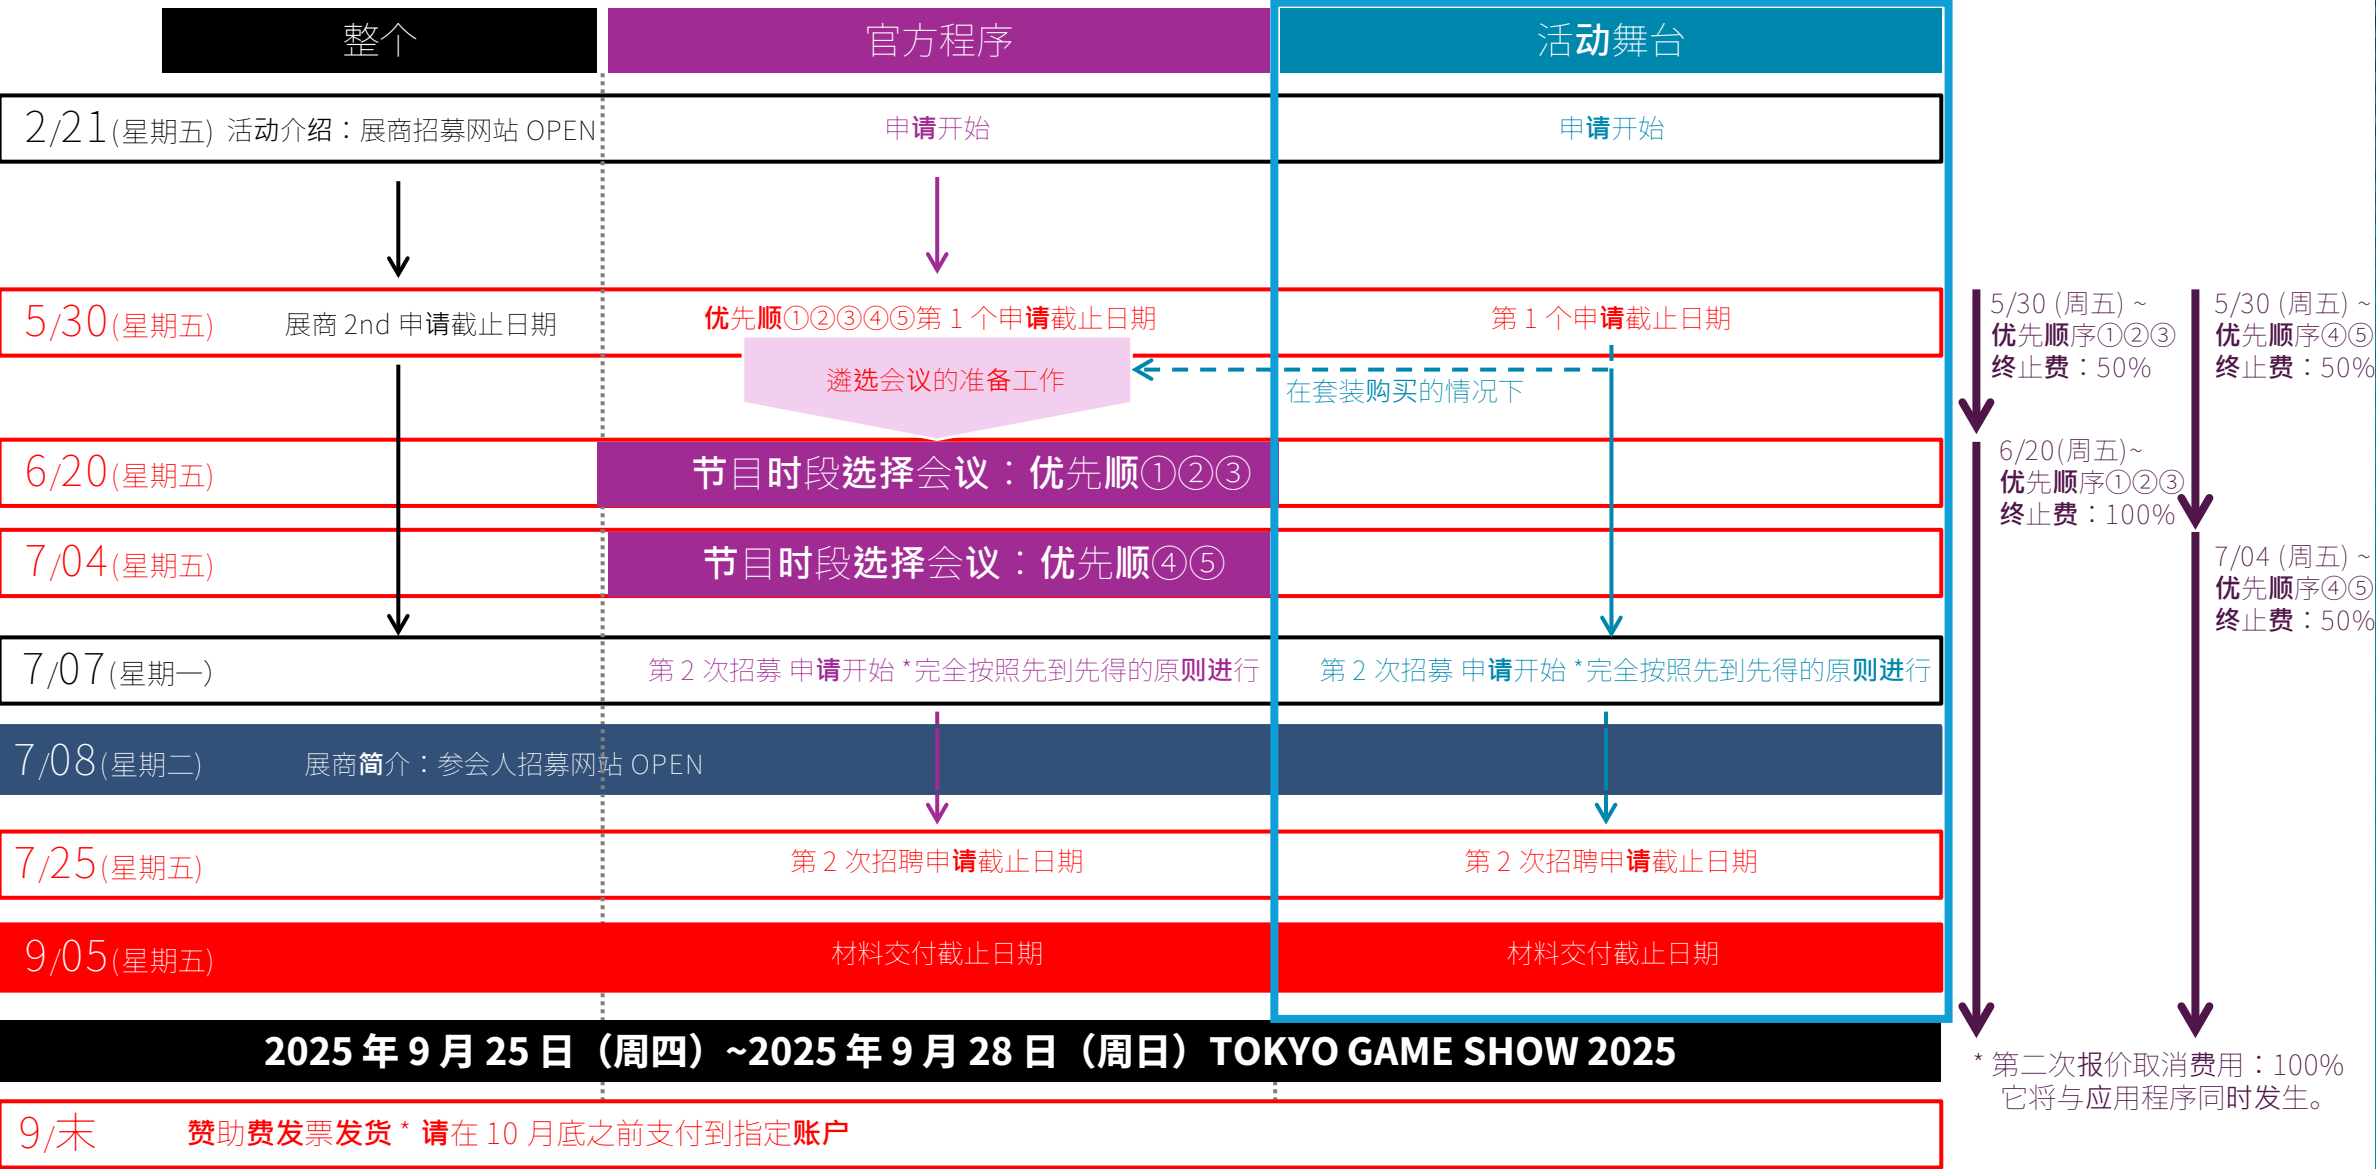 整个
官方程序
活动舞台
2/21(星期五) 活动介绍：展商招募网站 OPEN
申请开始
申请开始
5/30(星期五)
展商 2nd 申请截止日期
优先顺①②③④⑤第 1 个申请截止日期
第 1 个申请截止日期
遴选会议的准备工作
在套装购买的情况下
6/20(星期五)
节目时段选择会议：优先顺①②③
7/04(星期五)
节目时段选择会议：优先顺④⑤
7/07(星期一)
第 2 次招募 申请开始 *完全按照先到先得的原则进行
第 2 次招募 申请开始 *完全按照先到先得的原则进行
7/08(星期二)
展商简介：参会人招募网站 OPEN
7/25(星期五)
第 2 次招聘申请截止日期
第 2 次招聘申请截止日期
9/05(星期五)
材料交付截止日期
材料交付截止日期
2025 年 9 月 25 日（周四）~2025 年 9 月 28 日（周日）TOKYO GAME SHOW 2025
9/末
赞助费发票发货 * 请在 10 月底之前支付到指定账户
5/30 (周五) ~
优先顺序①②③
终止费：50%
6/20(周五)~
优先顺序①②③
终止费：100%
5/30 (周五) ~
优先顺序④⑤
终止费：50%
7/04 (周五) ~
优先顺序④⑤
终止费：50%
* 第二次报价取消费用：100%
它将与应用程序同时发生。